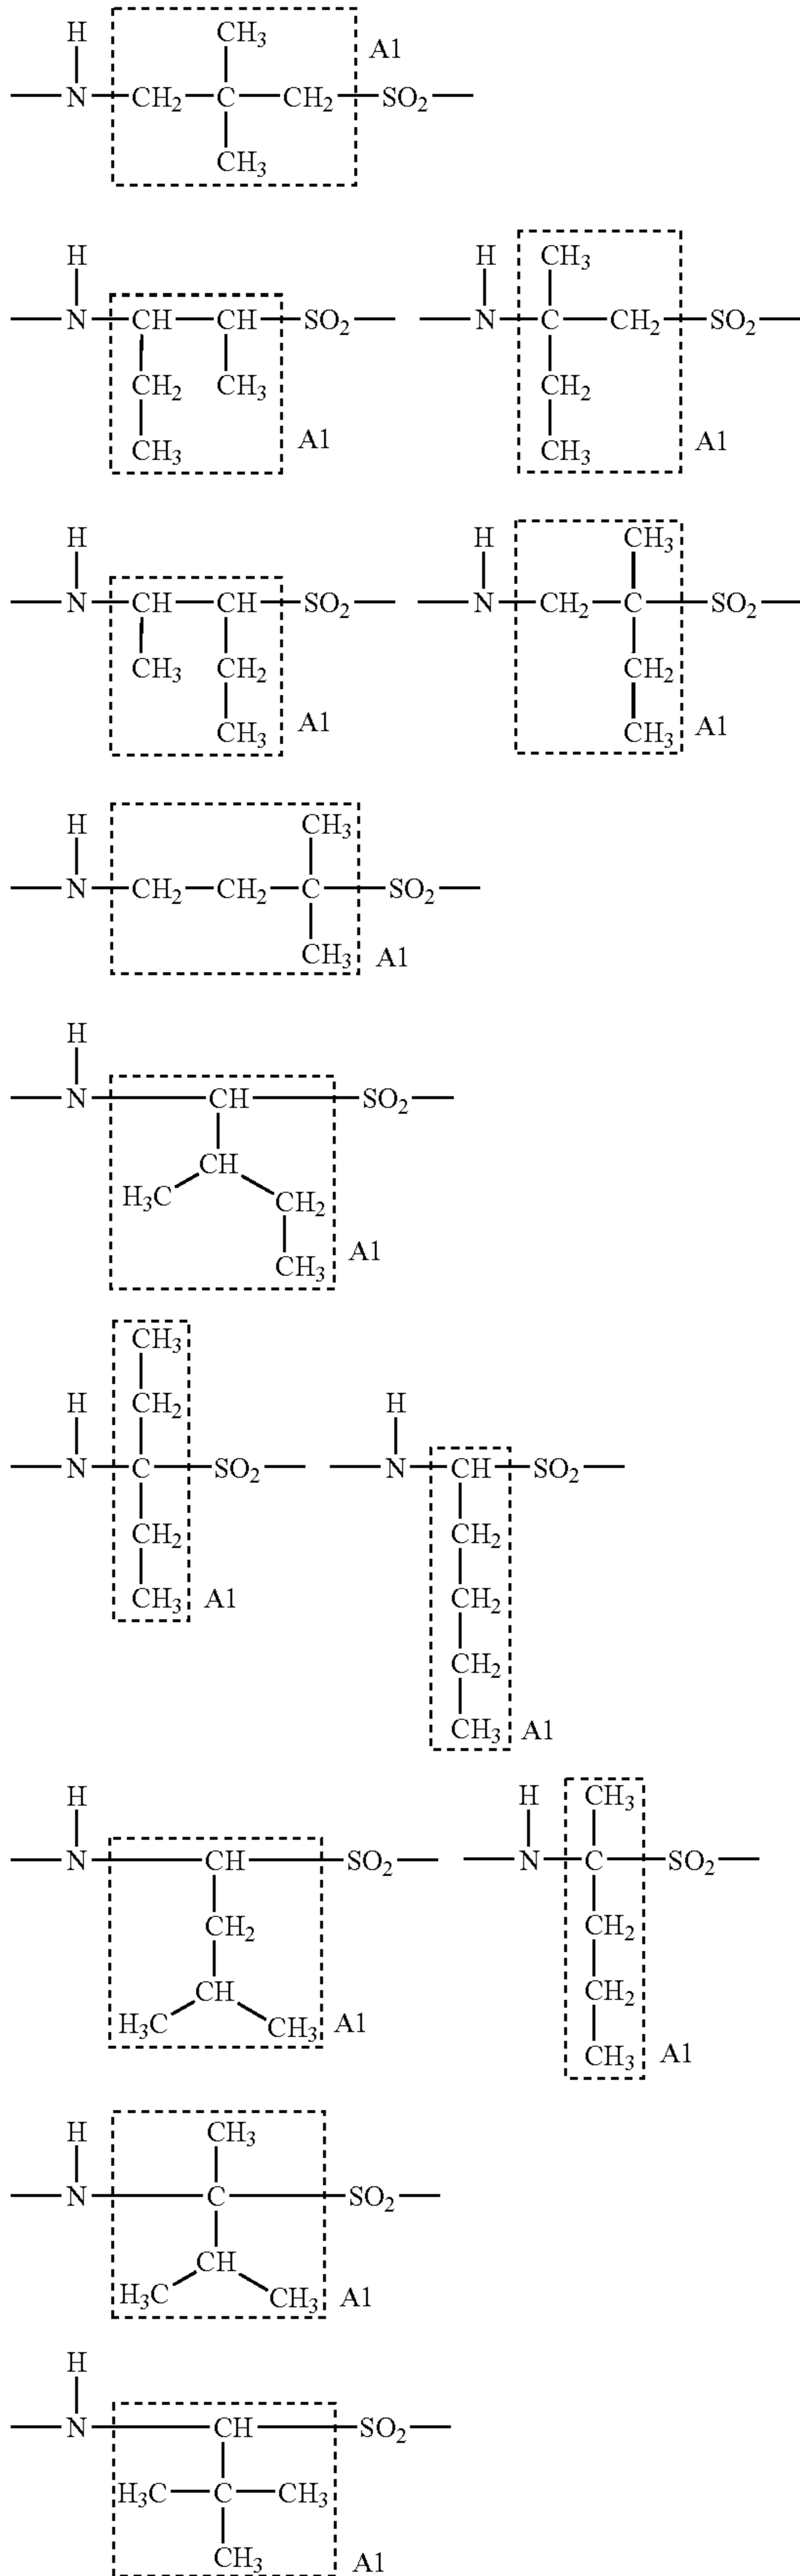 H CH₃ A1
N CH₂ C CH₂ SO₂
CH₃
H H CH₃
N CH CH SO₂ N C CH₂ SO₂
CH₂ CH₃ CH₂
CH₃ A1 CH₃ A1
H H CH₃
N CH CH SO₂ N CH₂ C SO₂
CH₃ CH₂ CH₂
CH₃ A1 CH₃ A1
H CH₃
N CH₂ CH₂ C SO₂
CH₃ A1
H
N CH SO₂
CH
H₃C CH₂
CH₃ A1
CH₃
H CH₂ H
N C SO₂ N CH SO₂
CH₂ CH₂
CH₃ A1 CH₂
CH₂
CH₃ A1
H H CH₃
N CH SO₂ N C SO₂
CH₂ CH₂
CH CH₂
H₃C CH₃ A1 CH₃ A1
H CH₃
N C SO₂
CH
H₃C CH₃ A1
H
N CH SO₂
H₃C C CH₃
CH₃ A1